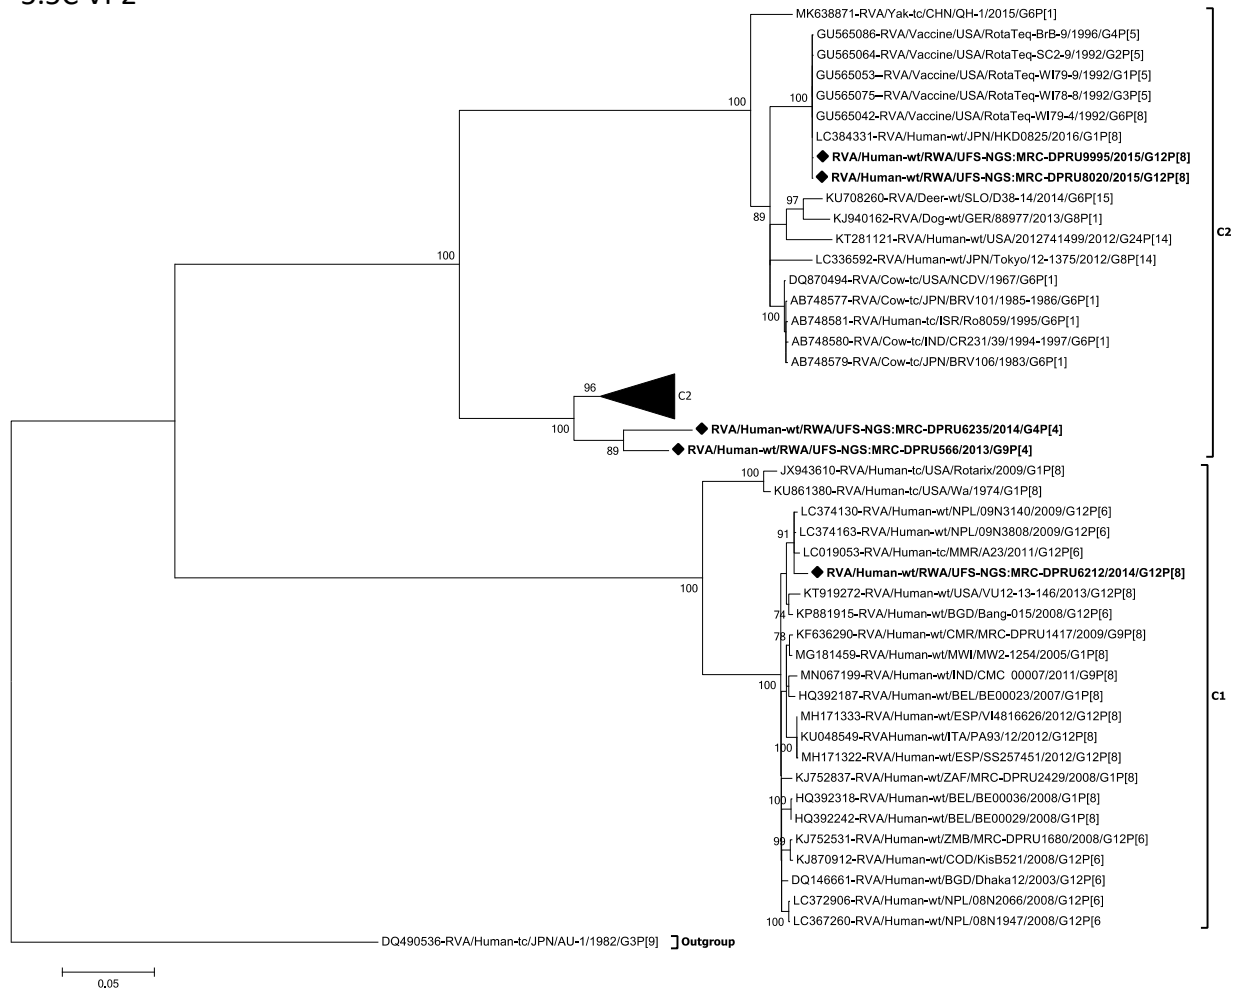 MK638871-RVA/Yak-tc/CHN/QH-1/2015/G6P[1]
GU565086-RVA/Vaccine/USA/RotaTeq-BrB-9/1996/G4P[5]
GU565064-RVA/Vaccine/USA/RotaTeq-SC2-9/1992/G2P[5]
GU565053-RVA/Vaccine/USA/RotaTeq-WI79-9/1992/G1P[5]
100
100
GU565075-RVA/Vaccine/USA/RotaTeq-WI78-8/1992/G3P[5]
GU565042-RVA/Vaccine/USA/RotaTeq-WI79-4/1992/G6P[8]
LC384331-RVA/Human-wt/JPN/HKD0825/2016/G1P[8]
RVA/Human-wt/RWA/UFS-NGS:MRC-DPRU9995/2015/G12P[8]
RVA/Human-wt/RWA/UFS-NGS:MRC-DPRU8020/2015/G12P[8]
97
KU708260-RVA/Deer-wt/SLO/D38-14/2014/G6P[15]
89
KJ940162-RVA/Dog-wt/GER/88977/2013/G8P[1]
C2
KT281121-RVA/Human-wt/USA/2012741499/2012/G24P[14]
100
LC336592-RVA/Human-wt/JPN/Tokyo/12-1375/2012/G8P[14]
DQ870494-RVA/Cow-tc/USA/NCDV/1967/G6P[1]
AB748577-RVA/Cow-tc/JPN/BRV101/1985-1986/G6P[1]
100
AB748581-RVA/Human-tc/ISR/Ro8059/1995/G6P[1]
AB748580-RVA/Cow-tc/IND/CR231/39/1994-1997/G6P[1]
AB748579-RVA/Cow-tc/JPN/BRV106/1983/G6P[1]
96
C2
100
RVA/Human-wt/RWA/UFS-NGS:MRC-DPRU6235/2014/G4P[4]
89
RVA/Human-wt/RWA/UFS-NGS:MRC-DPRU566/2013/G9P[4]
100
JX943610-RVA/Human-tc/USA/Rotarix/2009/G1P[8]
KU861380-RVA/Human-tc/USA/Wa/1974/G1P[8]
LC374130-RVA/Human-wt/NPL/09N3140/2009/G12P[6]
91
LC374163-RVA/Human-wt/NPL/09N3808/2009/G12P[6]
LC019053-RVA/Human-tc/MMR/A23/2011/G12P[6]
RVA/Human-wt/RWA/UFS-NGS:MRC-DPRU6212/2014/G12P[8]
100
KT919272-RVA/Human-wt/USA/VU12-13-146/2013/G12P[8]
74
KP881915-RVA/Human-wt/BGD/Bang-015/2008/G12P[6]
78
KF636290-RVA/Human-wt/CMR/MRC-DPRU1417/2009/G9P[8]
MG181459-RVA/Human-wt/MWI/MW2-1254/2005/G1P[8]
100
MN067199-RVA/Human-wt/IND/CMC 00007/2011/G9P[8]
HQ392187-RVA/Human-wt/BEL/BE00023/2007/G1P[8]
C1
MH171333-RVA/Human-wt/ESP/VI4816626/2012/G12P[8]
100
KU048549-RVAHuman-wt/ITA/PA93/12/2012/G12P[8]
MH171322-RVA/Human-wt/ESP/SS257451/2012/G12P[8]
KJ752837-RVA/Human-wt/ZAF/MRC-DPRU2429/2008/G1P[8]
100
HQ392318-RVA/Human-wt/BEL/BE00036/2008/G1P[8]
HQ392242-RVA/Human-wt/BEL/BE00029/2008/G1P[8]
99
KJ752531-RVA/Human-wt/ZMB/MRC-DPRU1680/2008/G12P[6]
KJ870912-RVA/Human-wt/COD/KisB521/2008/G12P[6]
DQ146661-RVA/Human-wt/BGD/Dhaka12/2003/G12P[6]
LC372906-RVA/Human-wt/NPL/08N2066/2008/G12P[6]
100
LC367260-RVA/Human-wt/NPL/08N1947/2008/G12P[6
DQ490536-RVA/Human-tc/JPN/AU-1/1982/G3P[9]
Outgroup
0.05